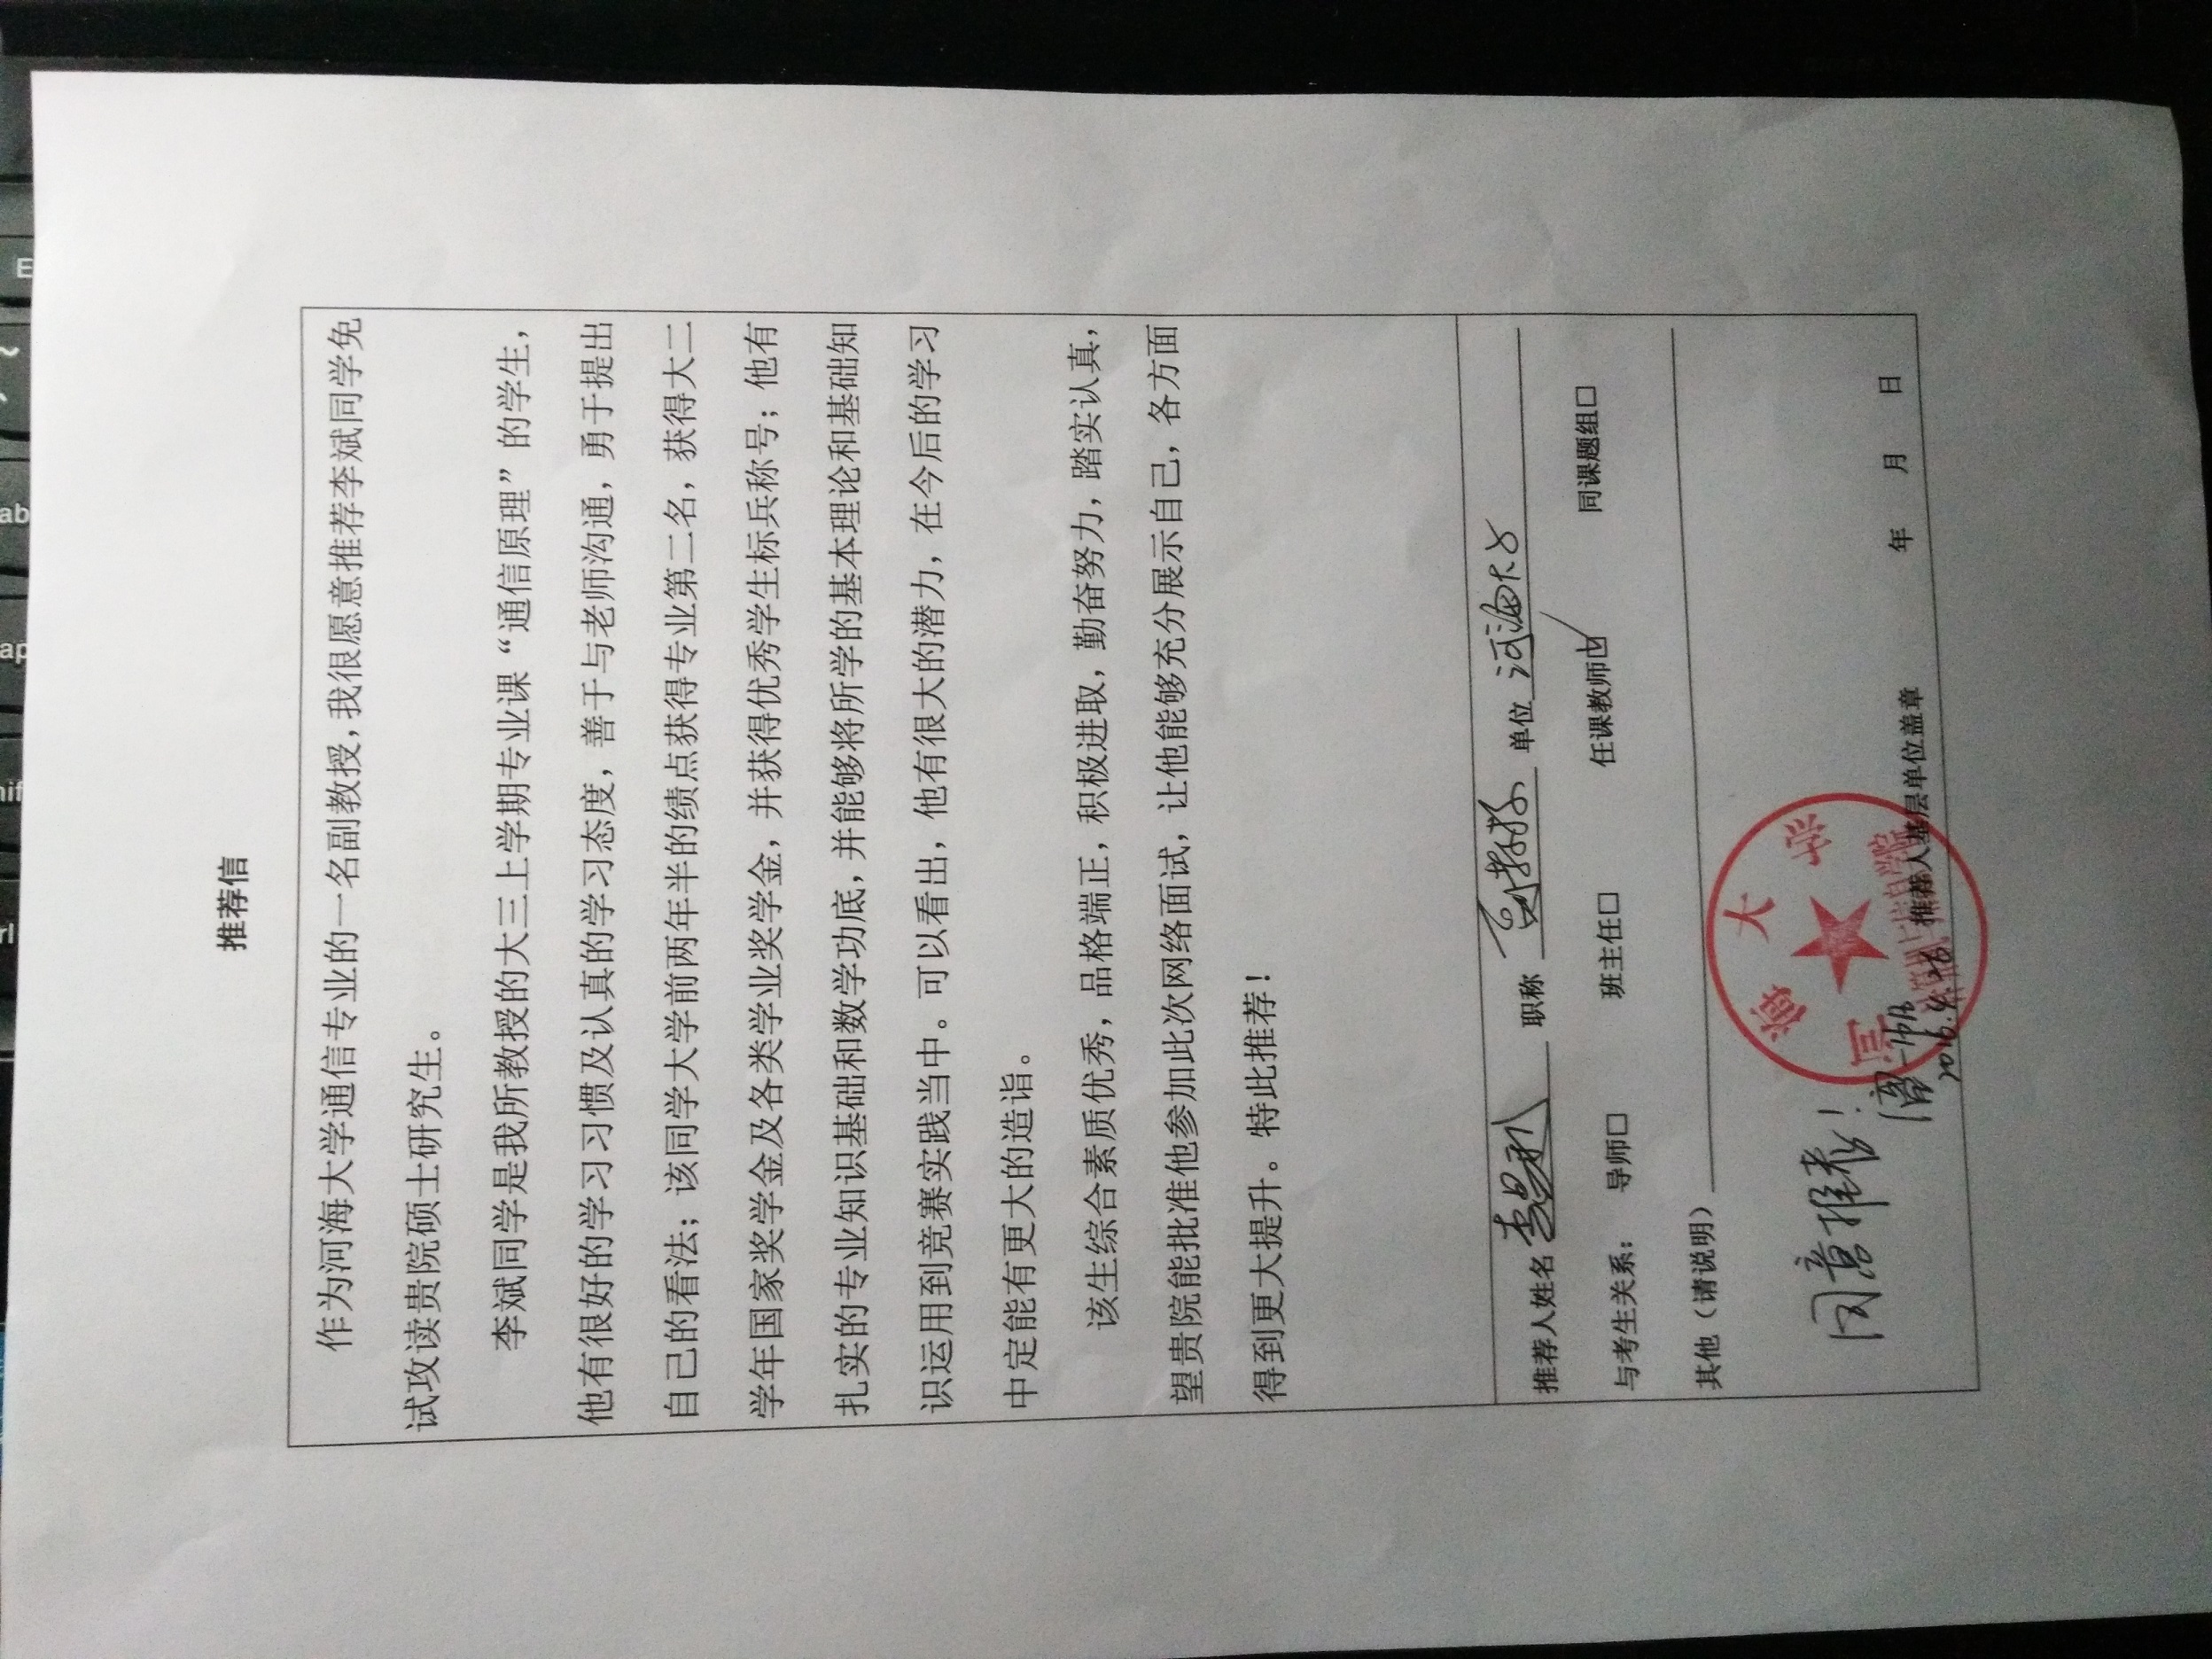 推荐信
作为河海大学通信专业的一名副教授，我很愿意推荐李斌同学免
试攻读贵院硕士研究生。
李斌同学是我所教授的大三上学期专业课“通信原理”的学生，
他有很好的学习习惯及认真的学习态度，善于与老师沟通，勇于提出
自己的看法；该同学大学前两年半的绩点获得专业第二名，获得大二
学年国家奖学金及各类学业奖学金，并获得优秀学生标兵称号；他有
扎实的专业知识基础和数学功底，并能够将所学的基本理论和基础知
识运用到竞赛实践当中。可以看出，他有很大的潜力，在今后的学习
中定能有更大的造诣。
该生综合素质优秀，品格端正，积极进取，勤奋努力，踏实认真，
望贵院能批准他参加此次网络面试，让他能够充分展示自己，各方面
得到更大提升。特此推荐！
推荐人姓名 李昌利 职称 副教授 单位 河海大学
与考生关系： 导师□ 班主任□ 任课教师☑ 同课题组□
其他（请说明）
河海大学
同意推荐！
计算机与信息学院
推荐人基层单位盖章 年 月 日
2016.4.26